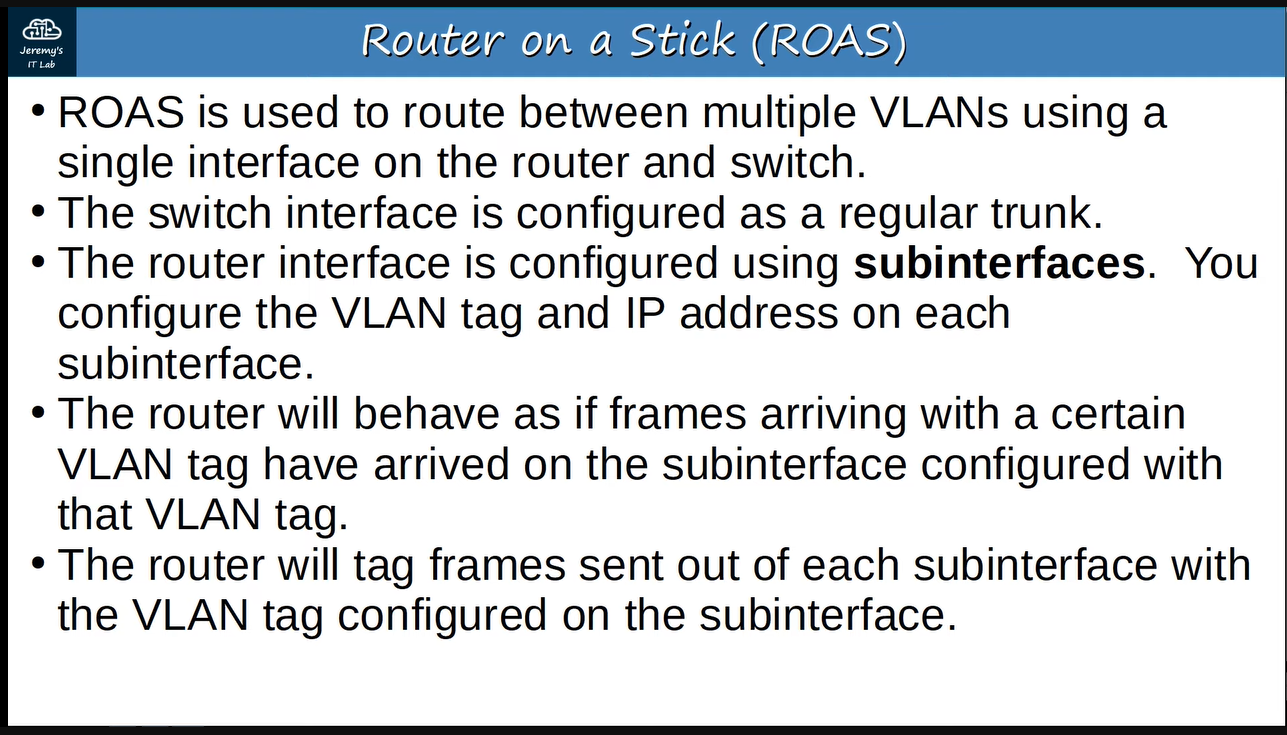 Jeremy's
IT Lab
Router on a Stick (ROAS)
• ROAS is used to route between multiple VLANs using a
single interface on the router and switch.
• The switch interface is configured as a regular trunk.
• The router interface is configured using subinterfaces.  You
configure the VLAN tag and IP address on each
subinterface.
• The router will behave as if frames arriving with a certain
VLAN tag have arrived on the subinterface configured with
that VLAN tag.
• The router will tag frames sent out of each subinterface with
the VLAN tag configured on the subinterface.